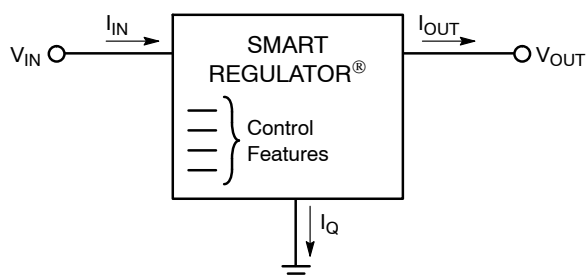 I_IN
I_OUT
V_IN
SMART
REGULATOR®
V_OUT
Control
Features
I_Q